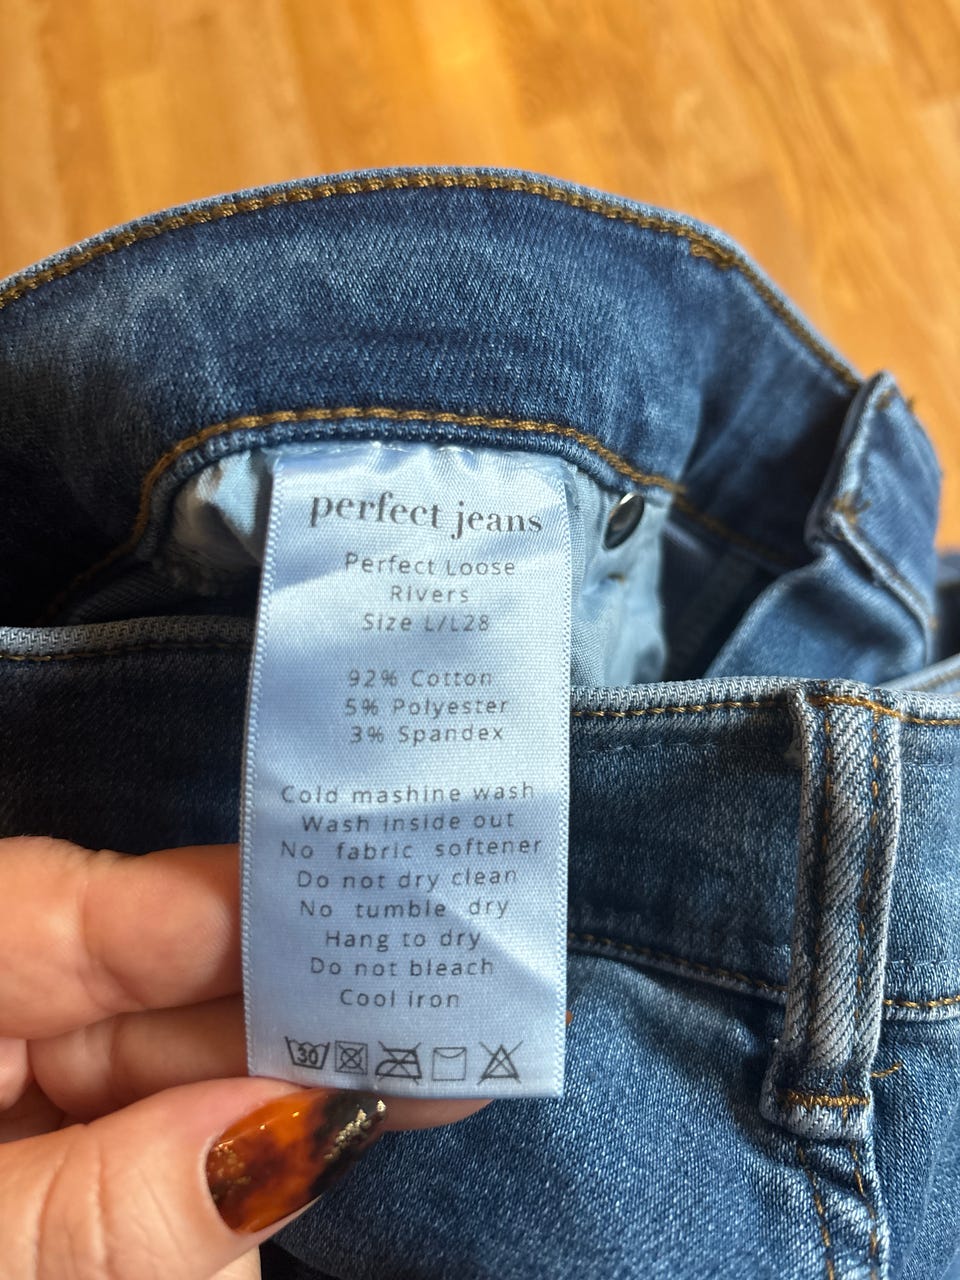 perfect jeans
Perfect Loose
Rivers
Size L/L28
92% Cotton
5% Polyester
3% Spandex
Cold mashine wash
Wash inside out
No fabric softener
Do not dry clean
No tumble dry
Hang to dry
Do not bleach
Cool iron
30